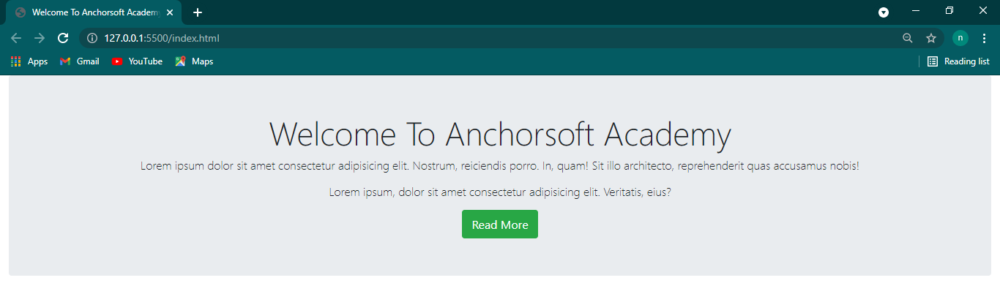 Welcome To Anchorsoft Academy
127.0.0.1:5500/index.html
n
Apps Gmail YouTube Maps Reading list
Welcome To Anchorsoft Academy
Lorem ipsum dolor sit amet consectetur adipisicing elit. Nostrum, reiciendis porro. In, quam! Sit illo architecto, reprehenderit quas accusamus nobis!
Lorem ipsum, dolor sit amet consectetur adipisicing elit. Veritatis, eius?
Read More